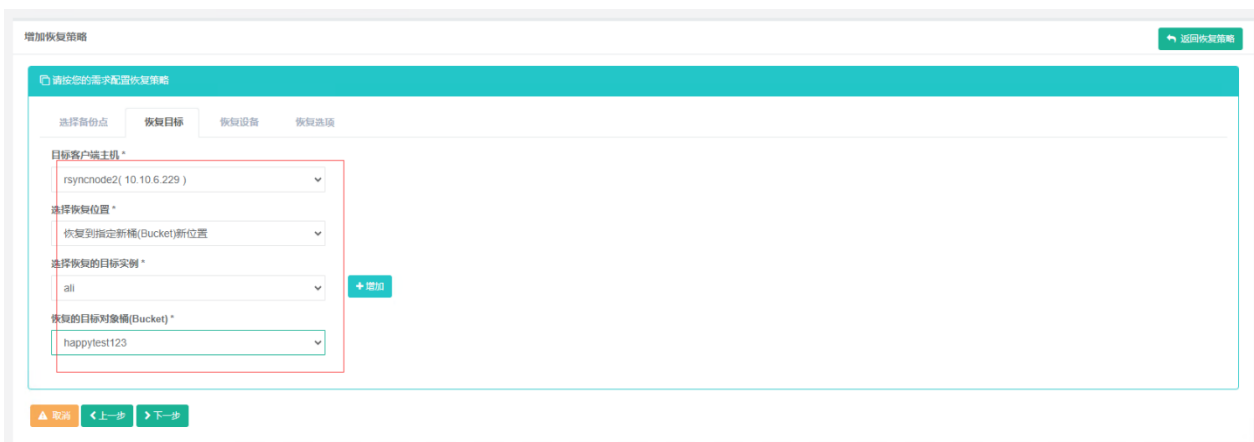 增加恢复策略
返回恢复策略
请按您的需求配置恢复策略
选择备份点 恢复目标 恢复设备 恢复选项
目标客户端主机 *
rsyncnode2( 10.10.6.229 )
选择恢复位置 *
恢复到指定新桶(Bucket)新位置
选择恢复的目标实例 *
ali
+ 增加
恢复的目标对象桶(Bucket) *
happytest123
取消 上一步 下一步